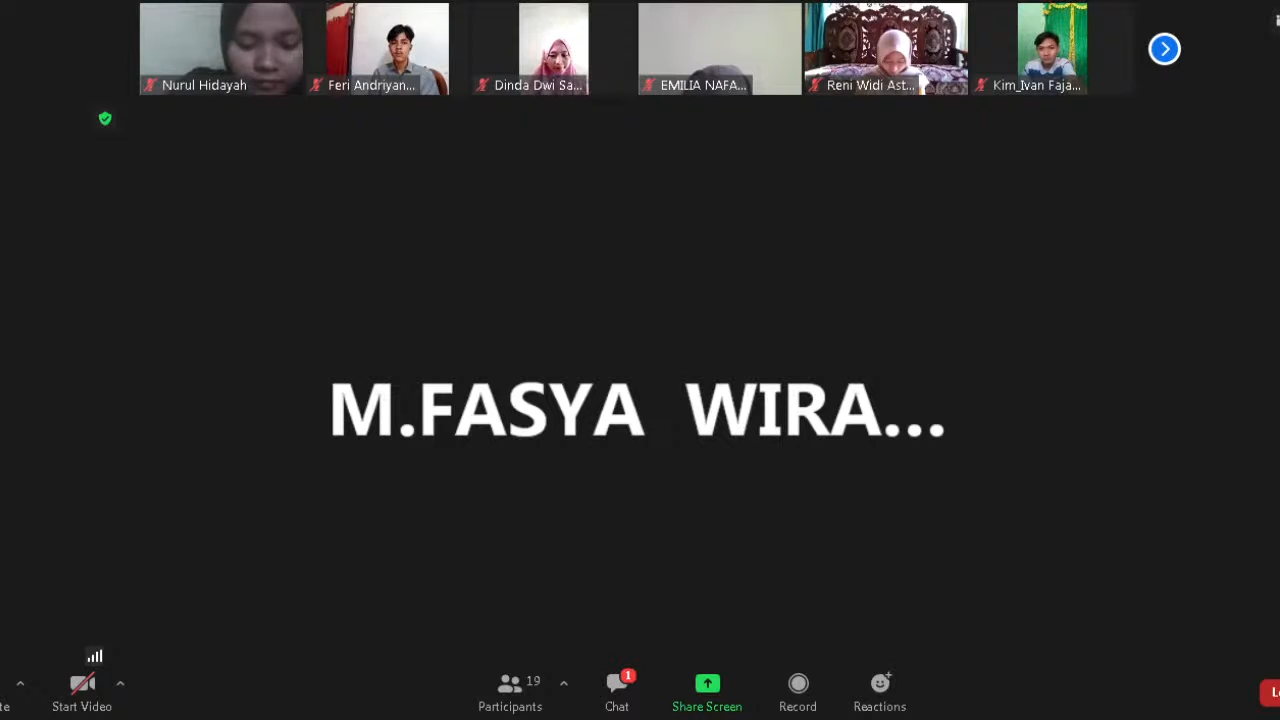 Nurul Hidayah
Feri Andriyan...
Dinda Dwi Sa...
EMILIA NAFA...
Reni Widi Ast...
Kim_Ivan Faja...
M.FASYA WIRA...
19
1
Start Video
Participants
Chat
Share Screen
Record
Reactions